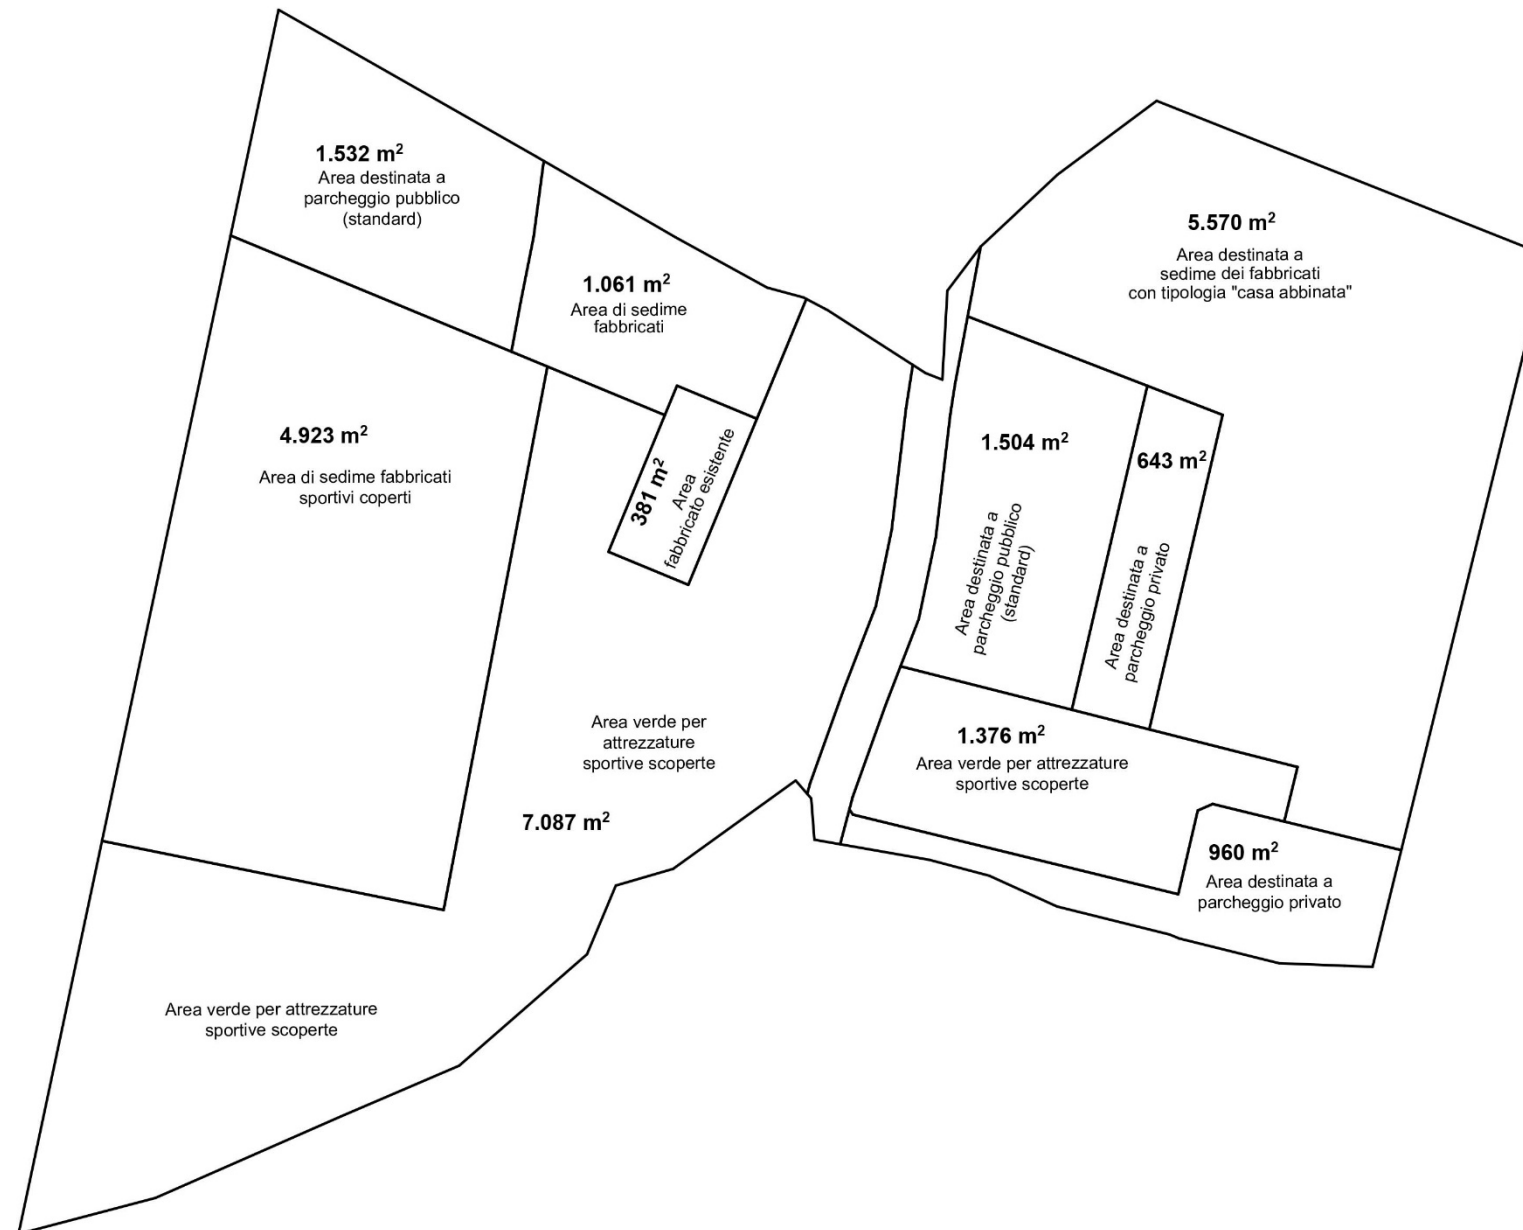 1.532 m²
Area destinata a
parcheggio pubblico
(standard)
1.061 m²
Area di sedime
fabbricati
4.923 m²
Area di sedime fabbricati
sportivi coperti
381 m²
Area
fabbricato esistente
Area verde per
attrezzature
sportive scoperte
7.087 m²
Area verde per attrezzature
sportive scoperte
5.570 m²
Area destinata a
sedime dei fabbricati
con tipologia "casa abbinata"
1.504 m²
Area destinata a
parcheggio pubblico
(standard)
643 m²
Area destinata a
parcheggio privato
1.376 m²
Area verde per attrezzature
sportive scoperte
960 m²
Area destinata a
parcheggio privato